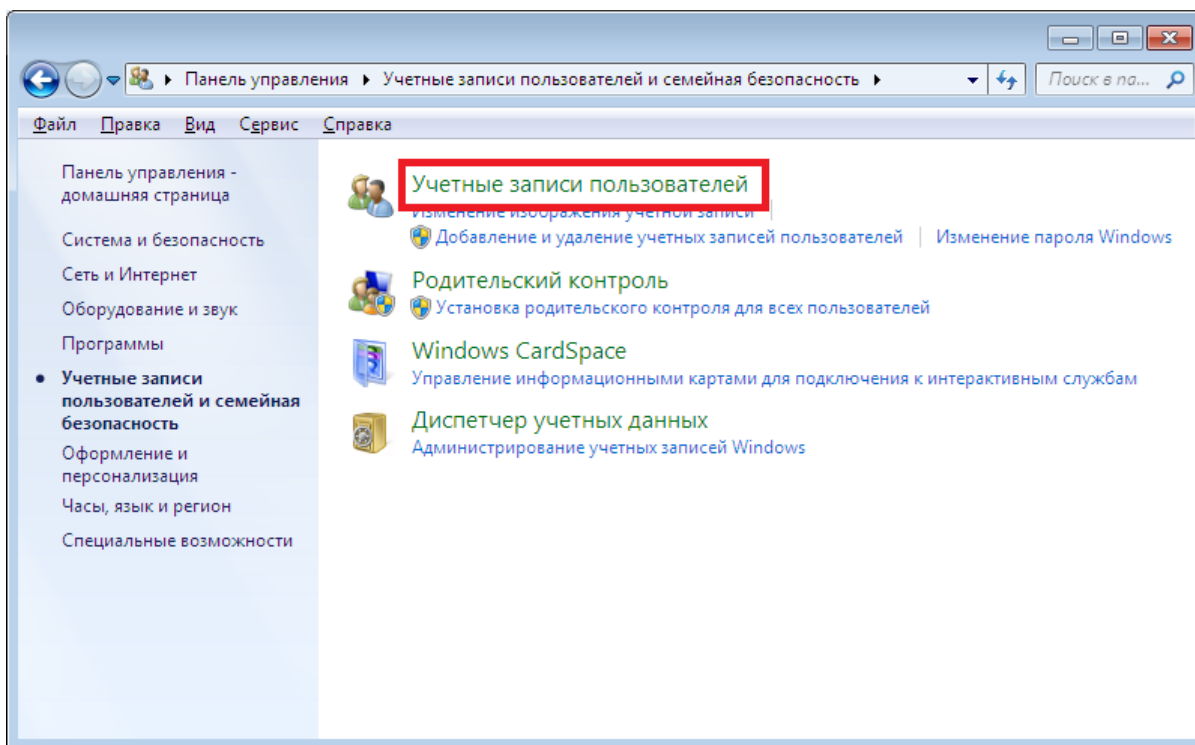 Панель управления ▸ Учетные записи пользователей и семейная безопасность ▸
Поиск в па...
Файл Правка Вид Сервис Справка
Панель управления -
домашняя страница
Система и безопасность
Сеть и Интернет
Оборудование и звук
Программы
Учетные записи
пользователей и семейная
безопасность
Оформление и
персонализация
Часы, язык и регион
Специальные возможности
Учетные записи пользователей
Изменение изображения учетной записи
Добавление и удаление учетных записей пользователей | Изменение пароля Windows
Родительский контроль
Установка родительского контроля для всех пользователей
Windows CardSpace
Управление информационными картами для подключения к интерактивным службам
Диспетчер учетных данных
Администрирование учетных записей Windows